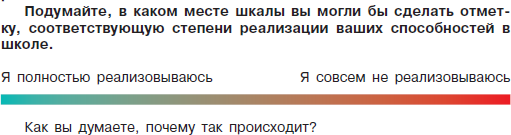 Подумайте, в каком месте шкалы вы могли бы сделать отмет-
ку, соответствующую степени реализации ваших способностей в
школе.
Я полностью реализовываюсь Я совсем не реализовываюсь
Как вы думаете, почему так происходит?